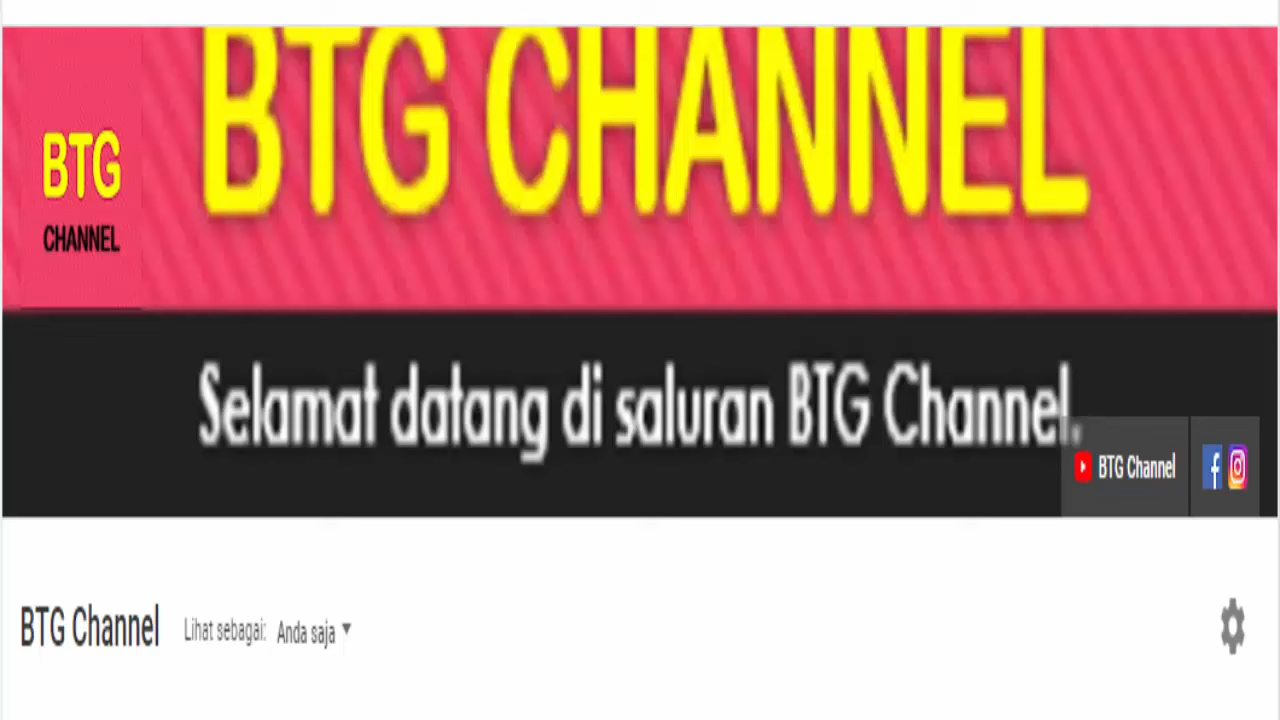 BTG CHANNEL
BTG
CHANNEL
Selamat datang di saluran BTG Channel.
BTG Channel
BTG Channel Lihat sebagai: Anda saja